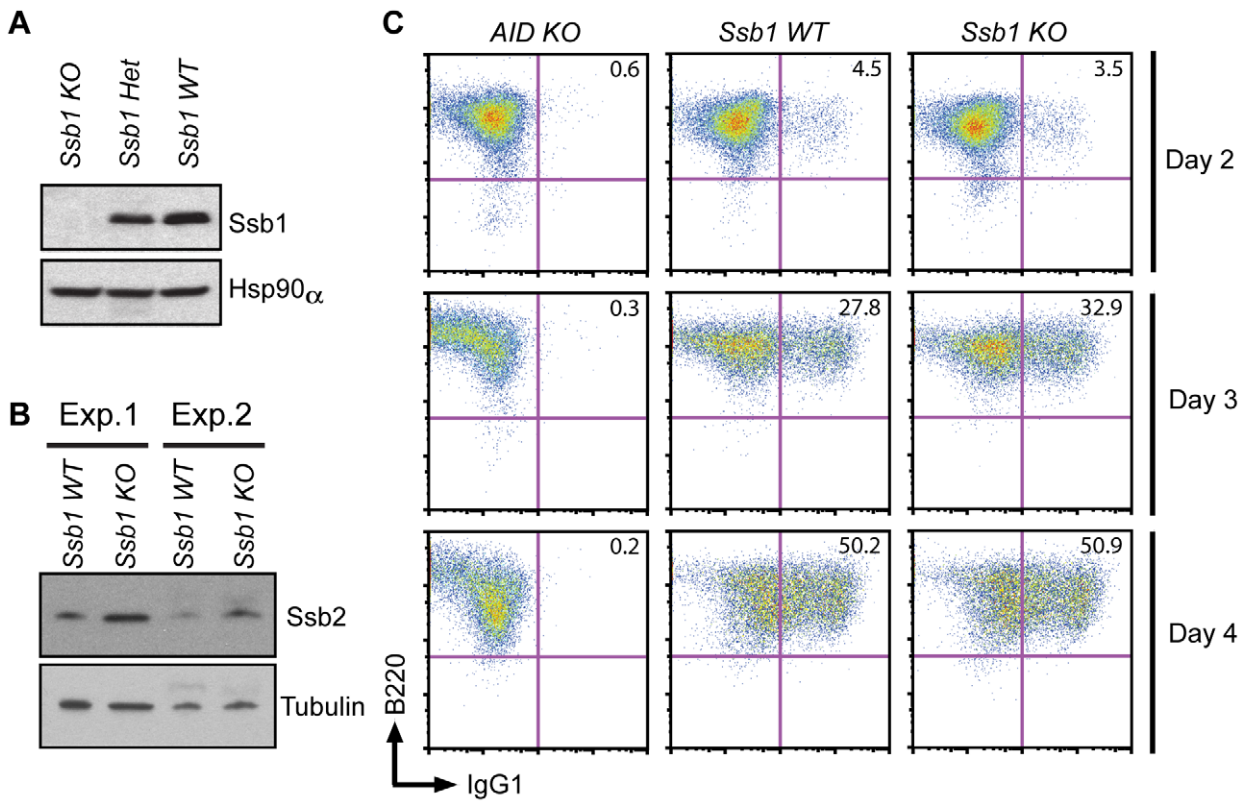 A
Ssb1 KO
Ssb1 Het
Ssb1 WT
Ssb1
Hsp90α
B
Exp.1 Exp.2
Ssb1 WT
Ssb1 KO
Ssb1 WT
Ssb1 KO
Ssb2
Tubulin
C
AID KO Ssb1 WT Ssb1 KO
0.6 4.5 3.5
Day 2
0.3 27.8 32.9
Day 3
0.2 50.2 50.9
Day 4
B220
IgG1